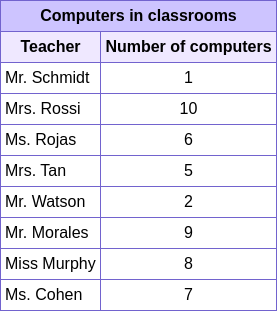 Computers in classrooms
Teacher Number of computers
Mr. Schmidt 1
Mrs. Rossi 10
Ms. Rojas 6
Mrs. Tan 5
Mr. Watson 2
Mr. Morales 9
Miss Murphy 8
Ms. Cohen 7